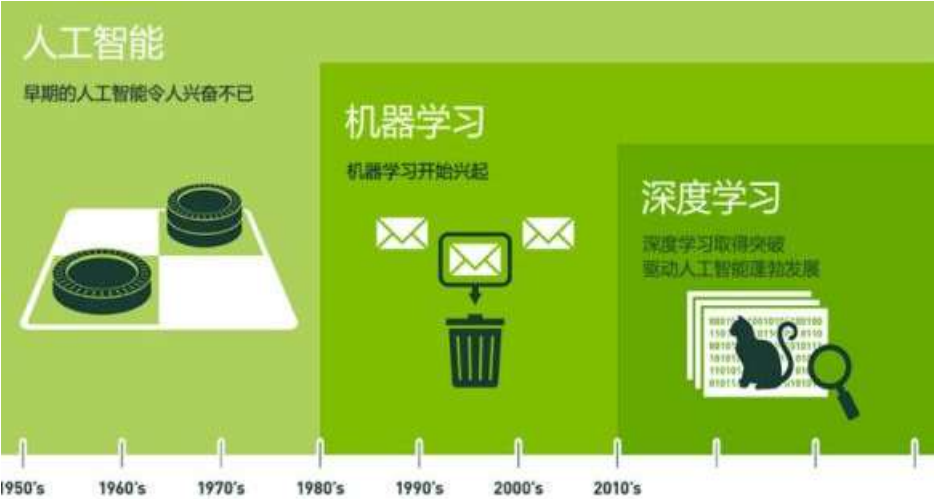 人工智能
早期的人工智能令人兴奋不已
机器学习
机器学习开始兴起
深度学习
深度学习取得突破
驱动人工智能蓬勃发展
1950's 1960's 1970's 1980's 1990's 2000's 2010's